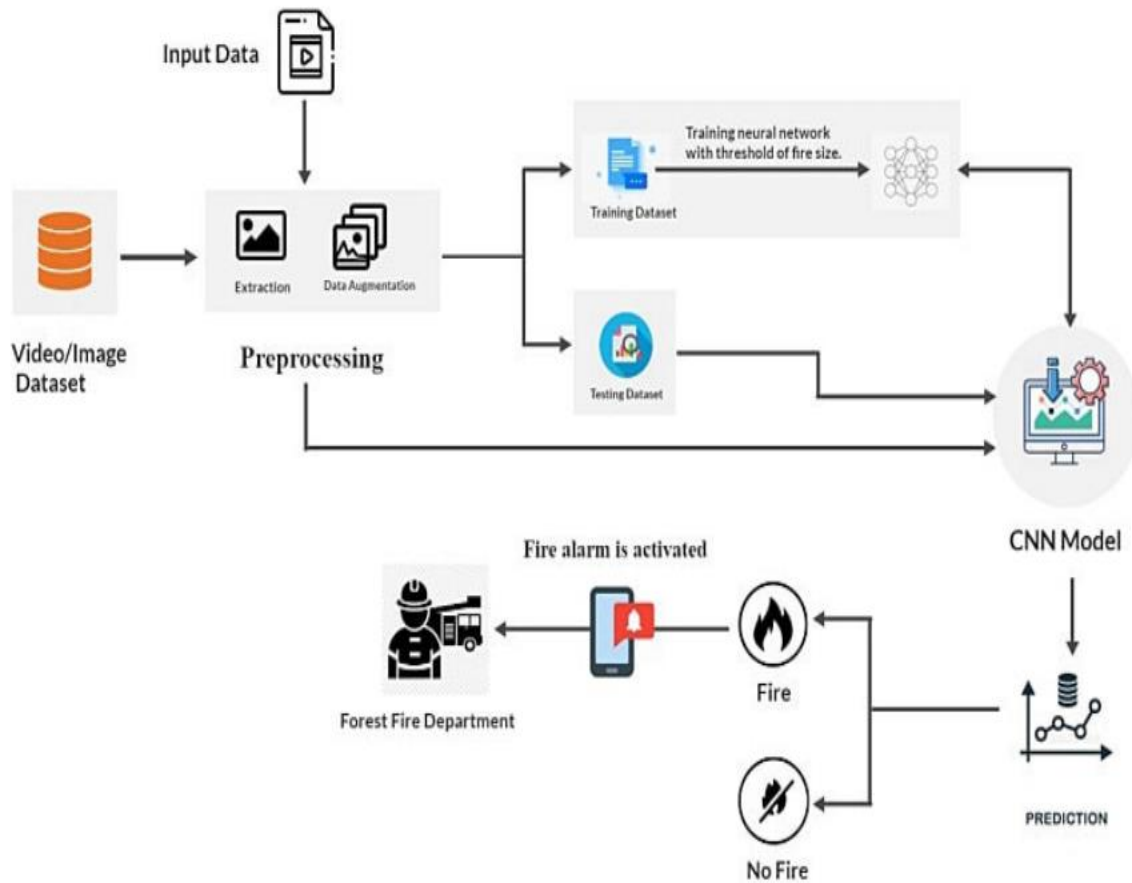 Input Data
Training neural network
with threshold of fire size.
Training Dataset
Extraction
Data Augmentation
Video/Image
Dataset
Preprocessing
Testing Dataset
CNN Model
Fire alarm is activated
Forest Fire Department
Fire
PREDICTION
No Fire